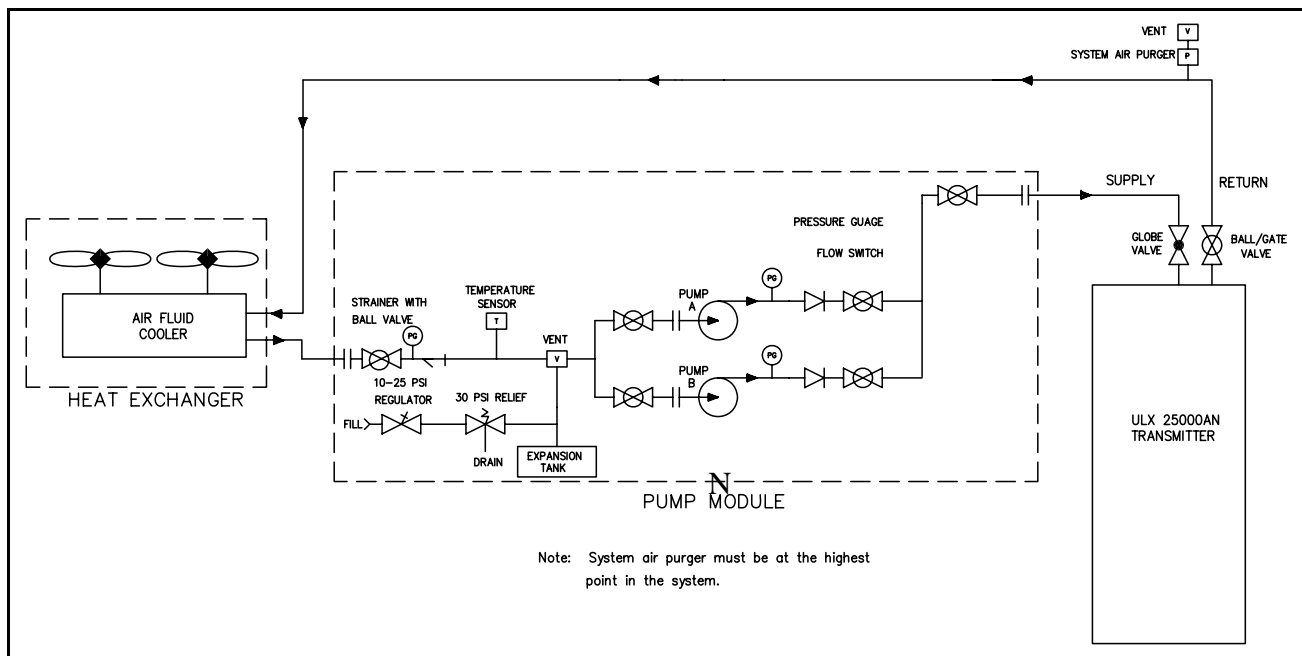 VENT
V
SYSTEM AIR PURGER
P
SUPPLY
RETURN
PRESSURE GUAGE
FLOW SWITCH
GLOBE
VALVE
BALL/GATE
VALVE
AIR FLUID
COOLER
HEAT EXCHANGER
STRAINER WITH
BALL VALVE
PG
TEMPERATURE
SENSOR
T
VENT
V
PUMP
A
PG
PUMP
B
PG
10-25 PSI
REGULATOR
30 PSI RELIEF
FILL
DRAIN
EXPANSION
TANK
N
PUMP MODULE
ULX 25000AN
TRANSMITTER
Note: System air purger must be at the highest
point in the system.